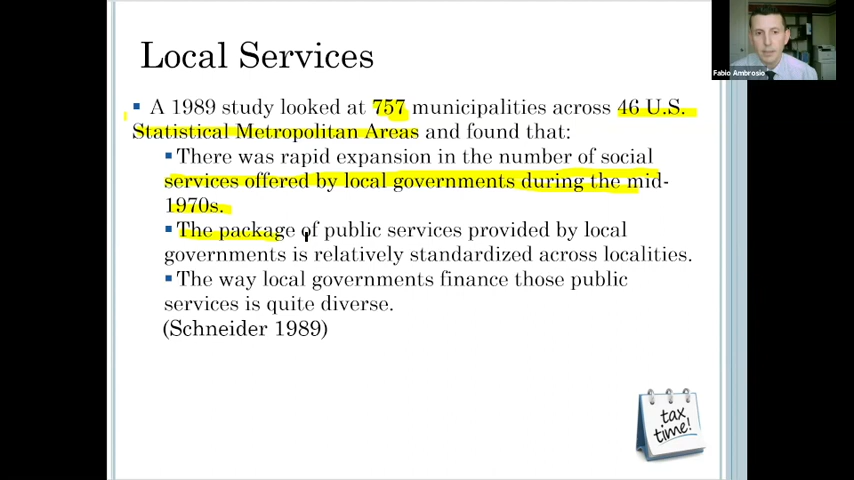 Local Services
Fabio Ambrosio
▪ A 1989 study looked at 757 municipalities across 46 U.S.
Statistical Metropolitan Areas and found that:
▪ There was rapid expansion in the number of social
services offered by local governments during the mid-
1970s.
▪ The package of public services provided by local
governments is relatively standardized across localities.
▪ The way local governments finance those public
services is quite diverse.
(Schneider 1989)
tax
time!